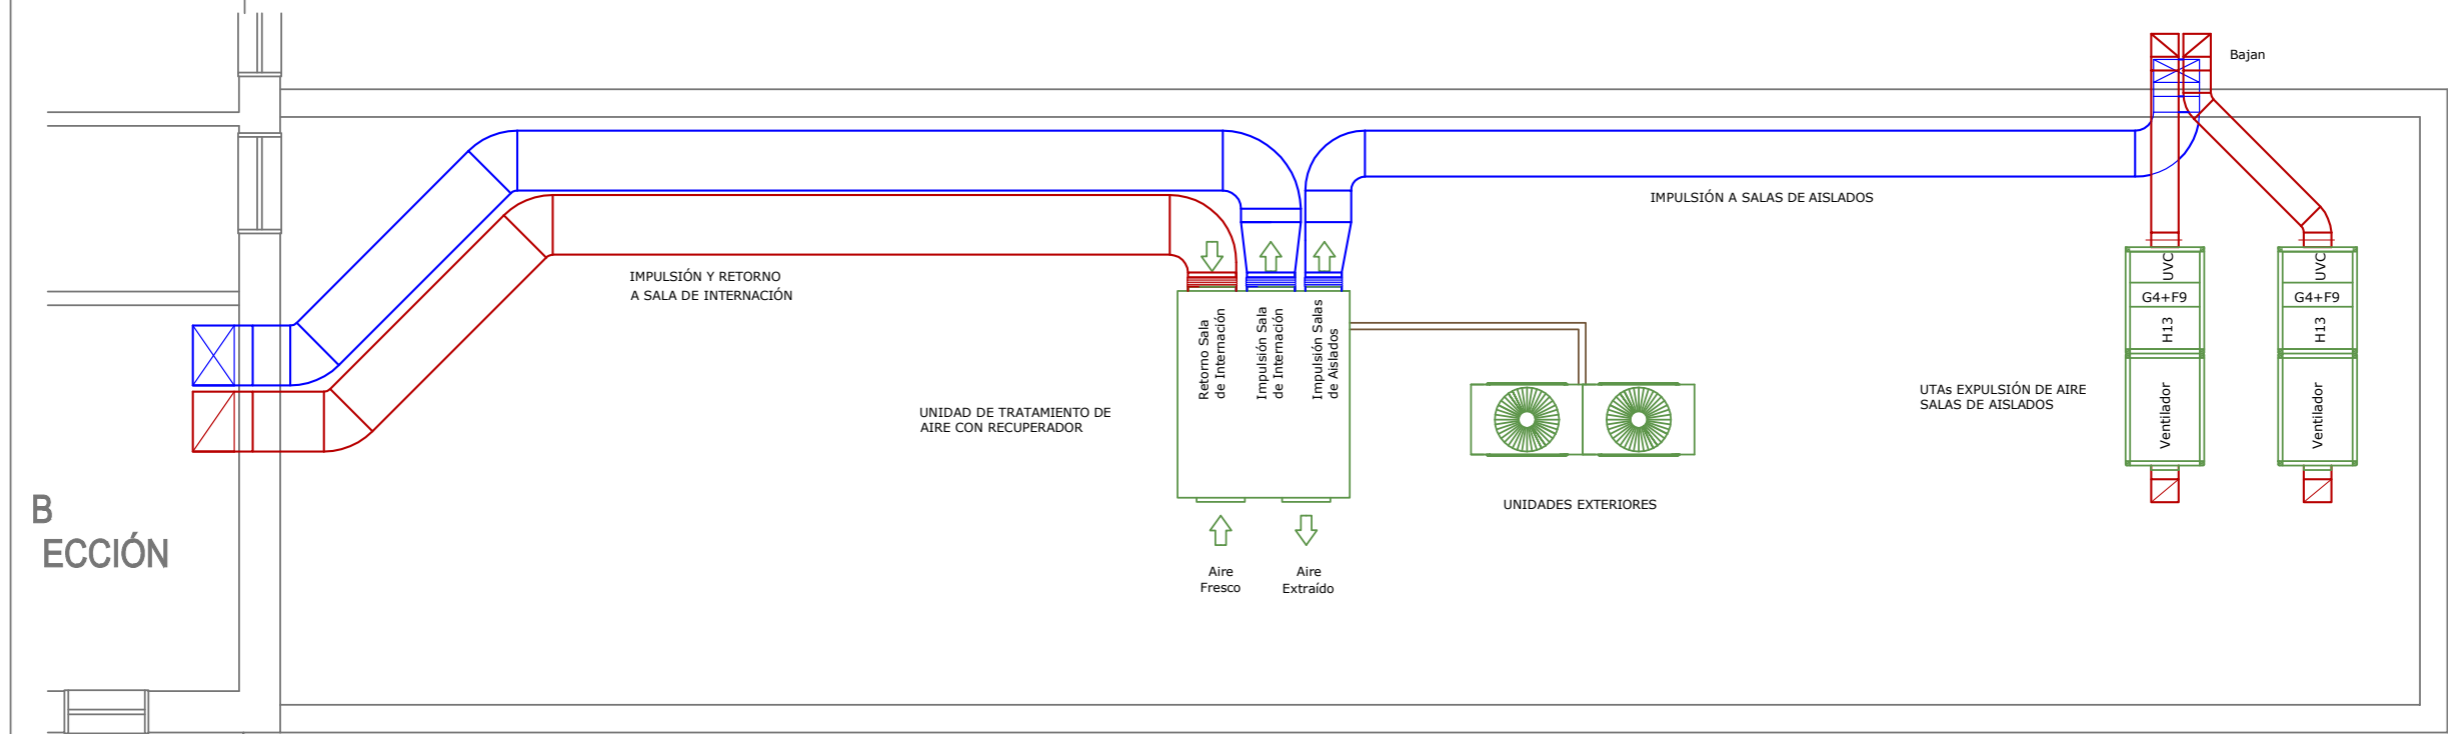 Bajan
IMPULSIÓN A SALAS DE AISLADOS
IMPULSIÓN Y RETORNO
A SALA DE INTERNACIÓN
Retorno Sala
de Internación
Impulsión Sala
de Internación
Impulsión Salas
de Aislados
UNIDAD DE TRATAMIENTO DE
AIRE CON RECUPERADOR
UNIDADES EXTERIORES
Aire
Fresco
Aire
Extraído
UTAs EXPULSIÓN DE AIRE
SALAS DE AISLADOS
UVC
G4+F9
H13
Ventilador
UVC
G4+F9
H13
Ventilador
B
ECCIÓN